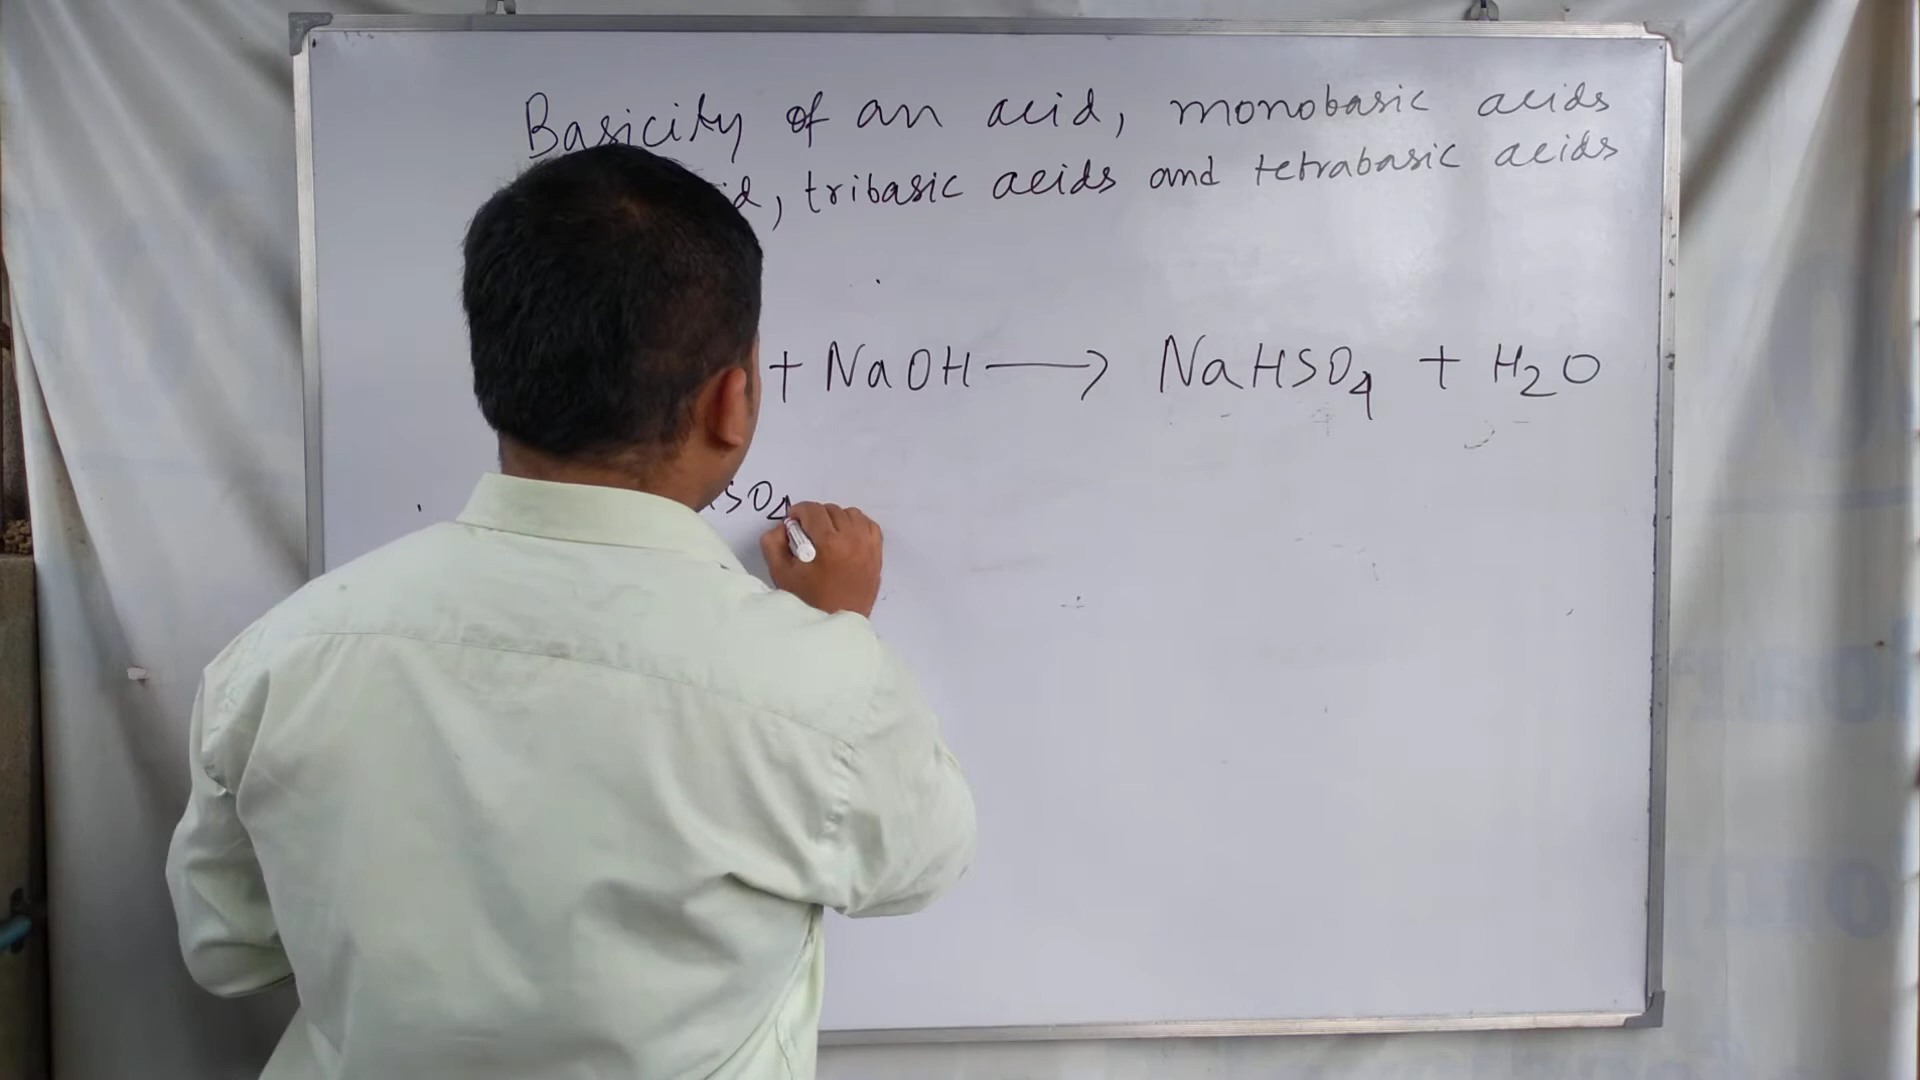 Basicity of an acid, monobasic acids
tribasic acids and tetrabasic acids
+ NaOH → NaHSO4 + H2O
SO4